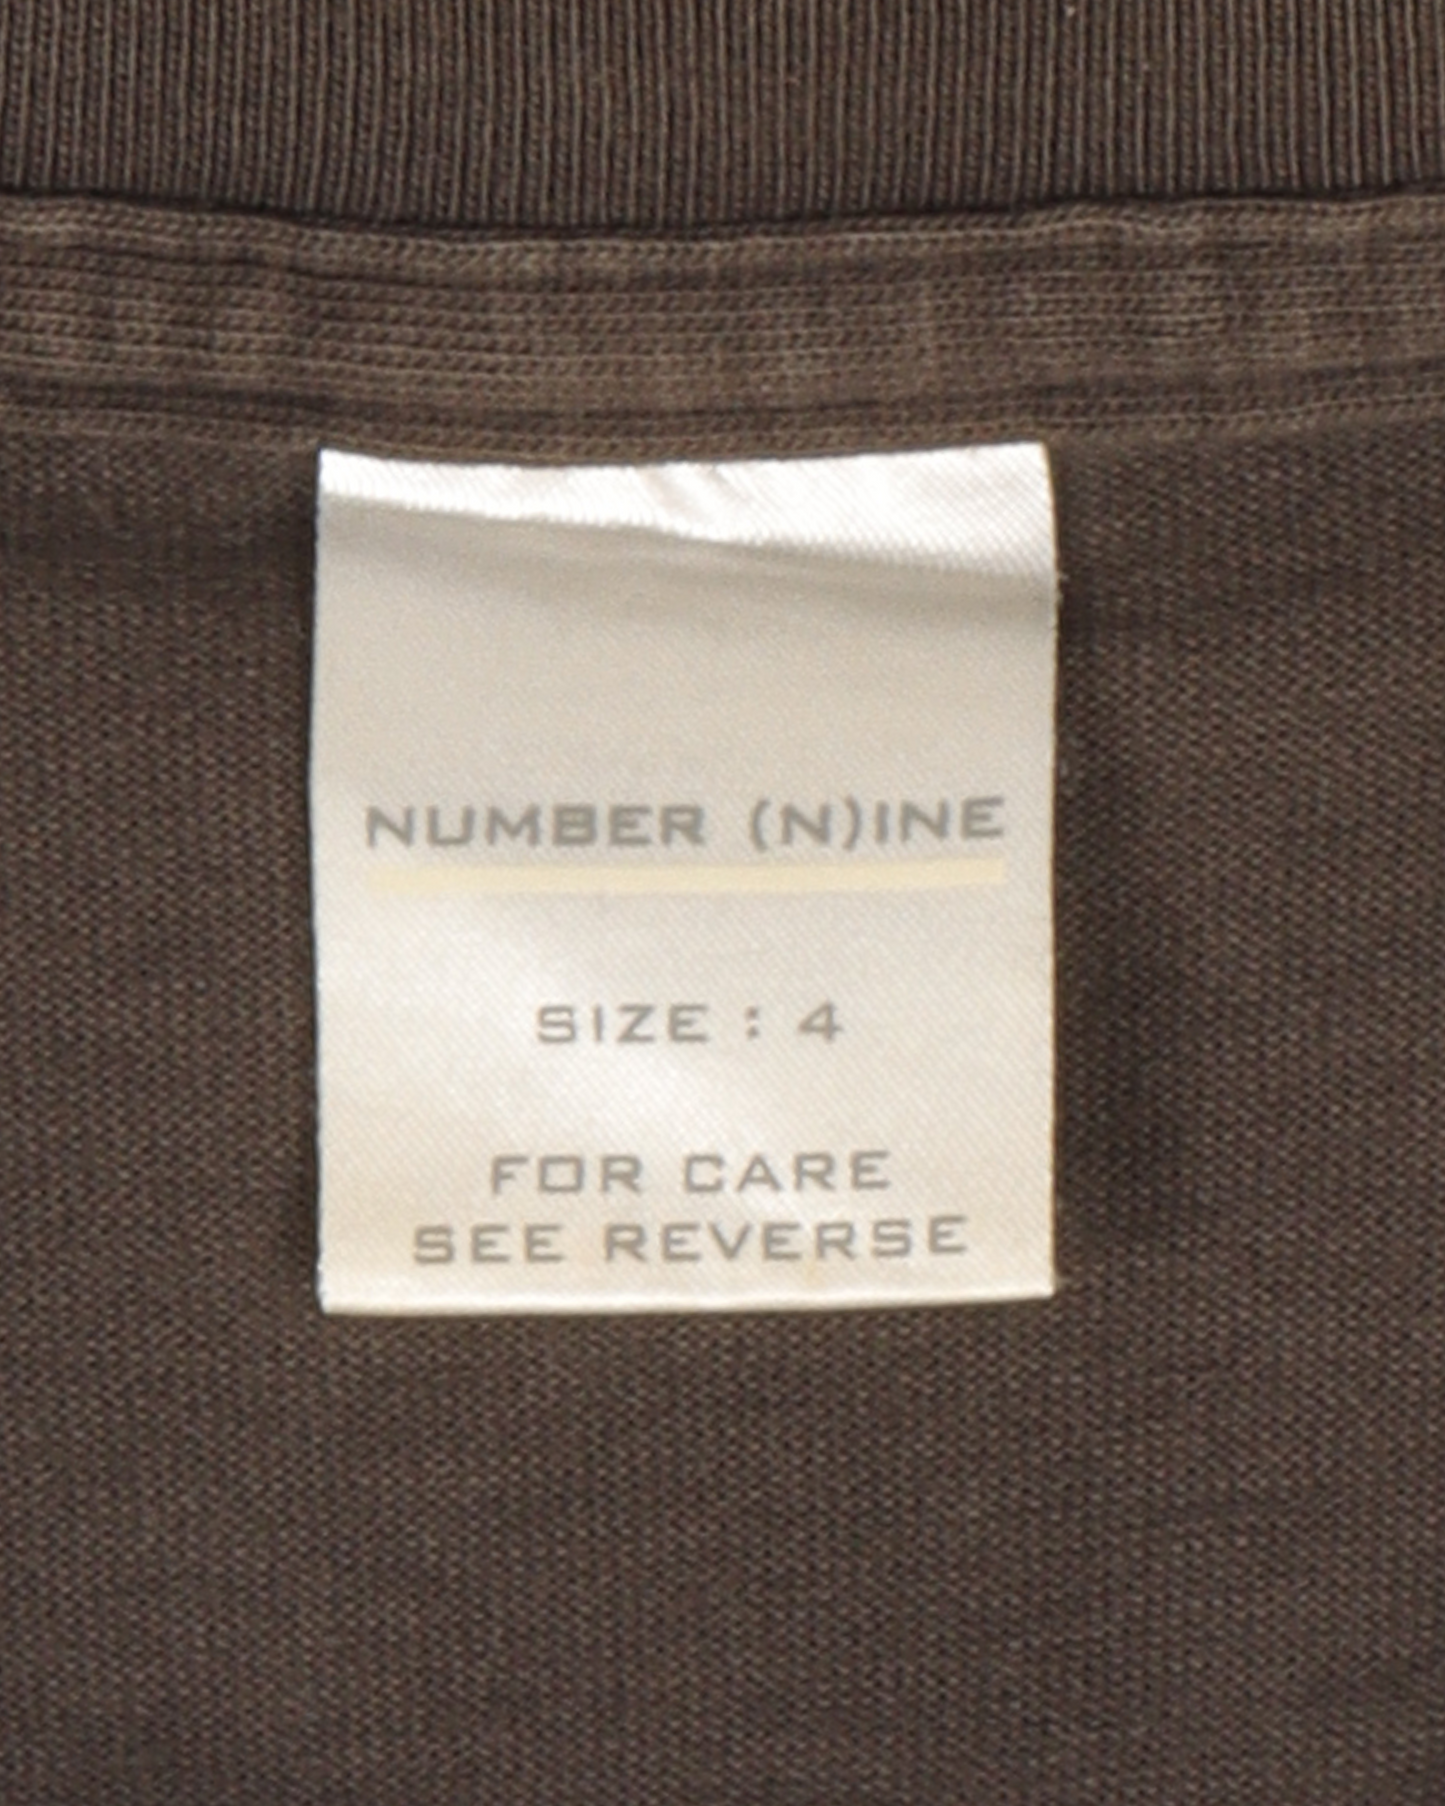 NUMBER (N)INE
SIZE : 4
FOR CARE
SEE REVERSE